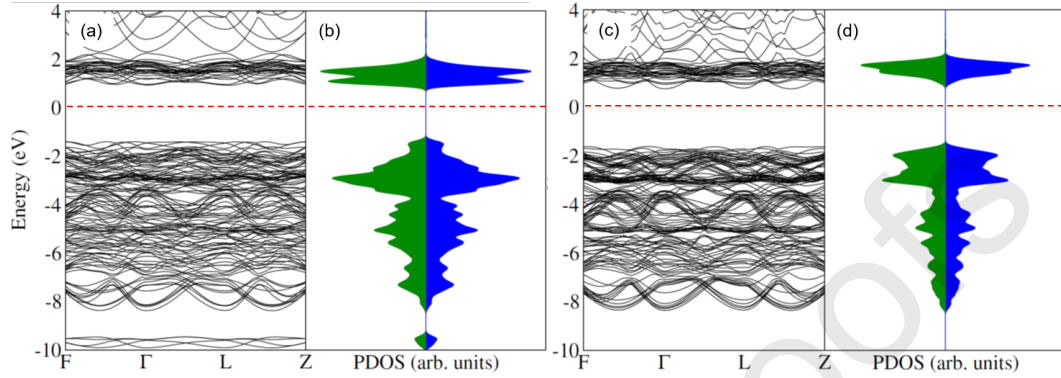 (a)
(b)
(c)
(d)
4
2
0
-2
-4
-6
-8
-10
Energy (eV)
F Γ L Z
PDOS (arb. units)
4
2
0
-2
-4
-6
-8
-10
F Γ L Z
PDOS (arb. units)
oofs